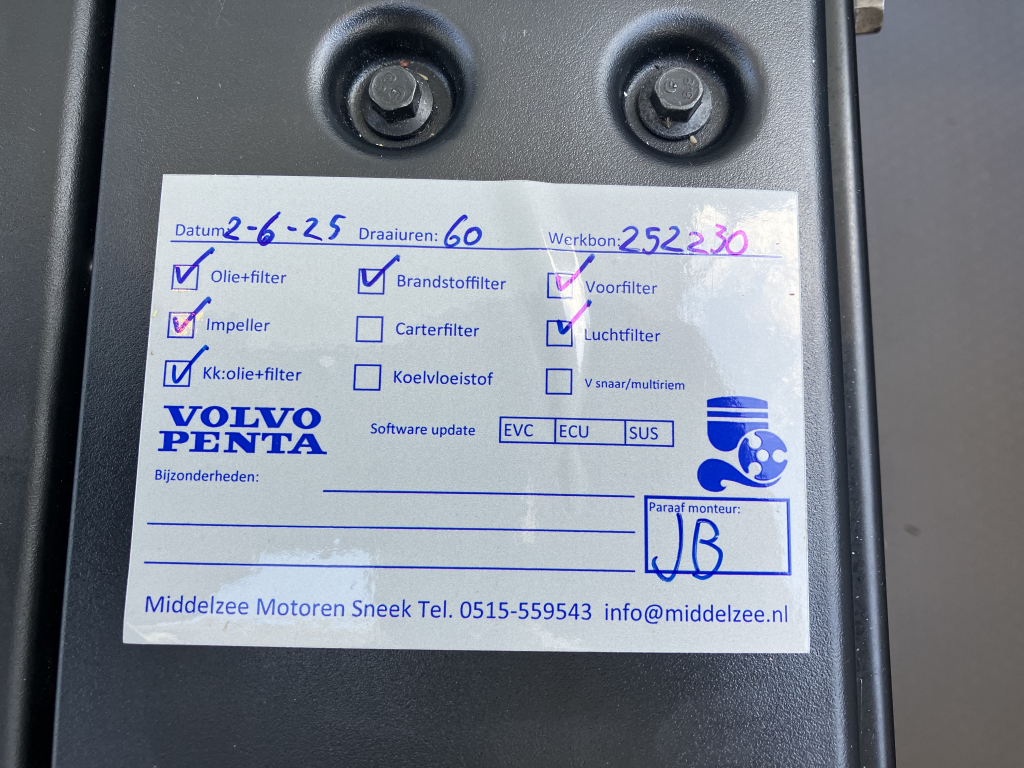 Datum 2-6-25 Draaiuren: 60 Werkbon: 252230
Olie+filter Brandstoffilter Voorfilter
Impeller Carterfilter Luchtfilter
Kk:olie+filter Koelvloeistof V snaar/multiriem
VOLVO
PENTA
Software update EVC ECU SUS
Bijzonderheden:
Paraaf monteur:
JB
Middelzee Motoren Sneek Tel. 0515-559543 info@middelzee.nl